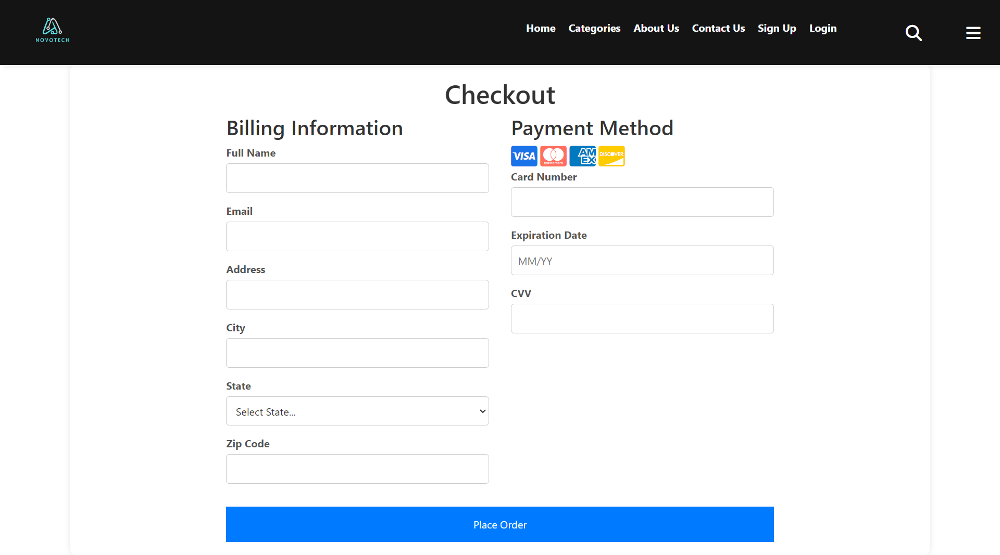 NOVOTECH
Home Categories About Us Contact Us Sign Up Login
Checkout
Billing Information
Full Name
Email
Address
City
State
Select State...
Zip Code
Payment Method
VISA mastercard AM EX DISCOVER
Card Number
Expiration Date
MM/YY
CVV
Place Order